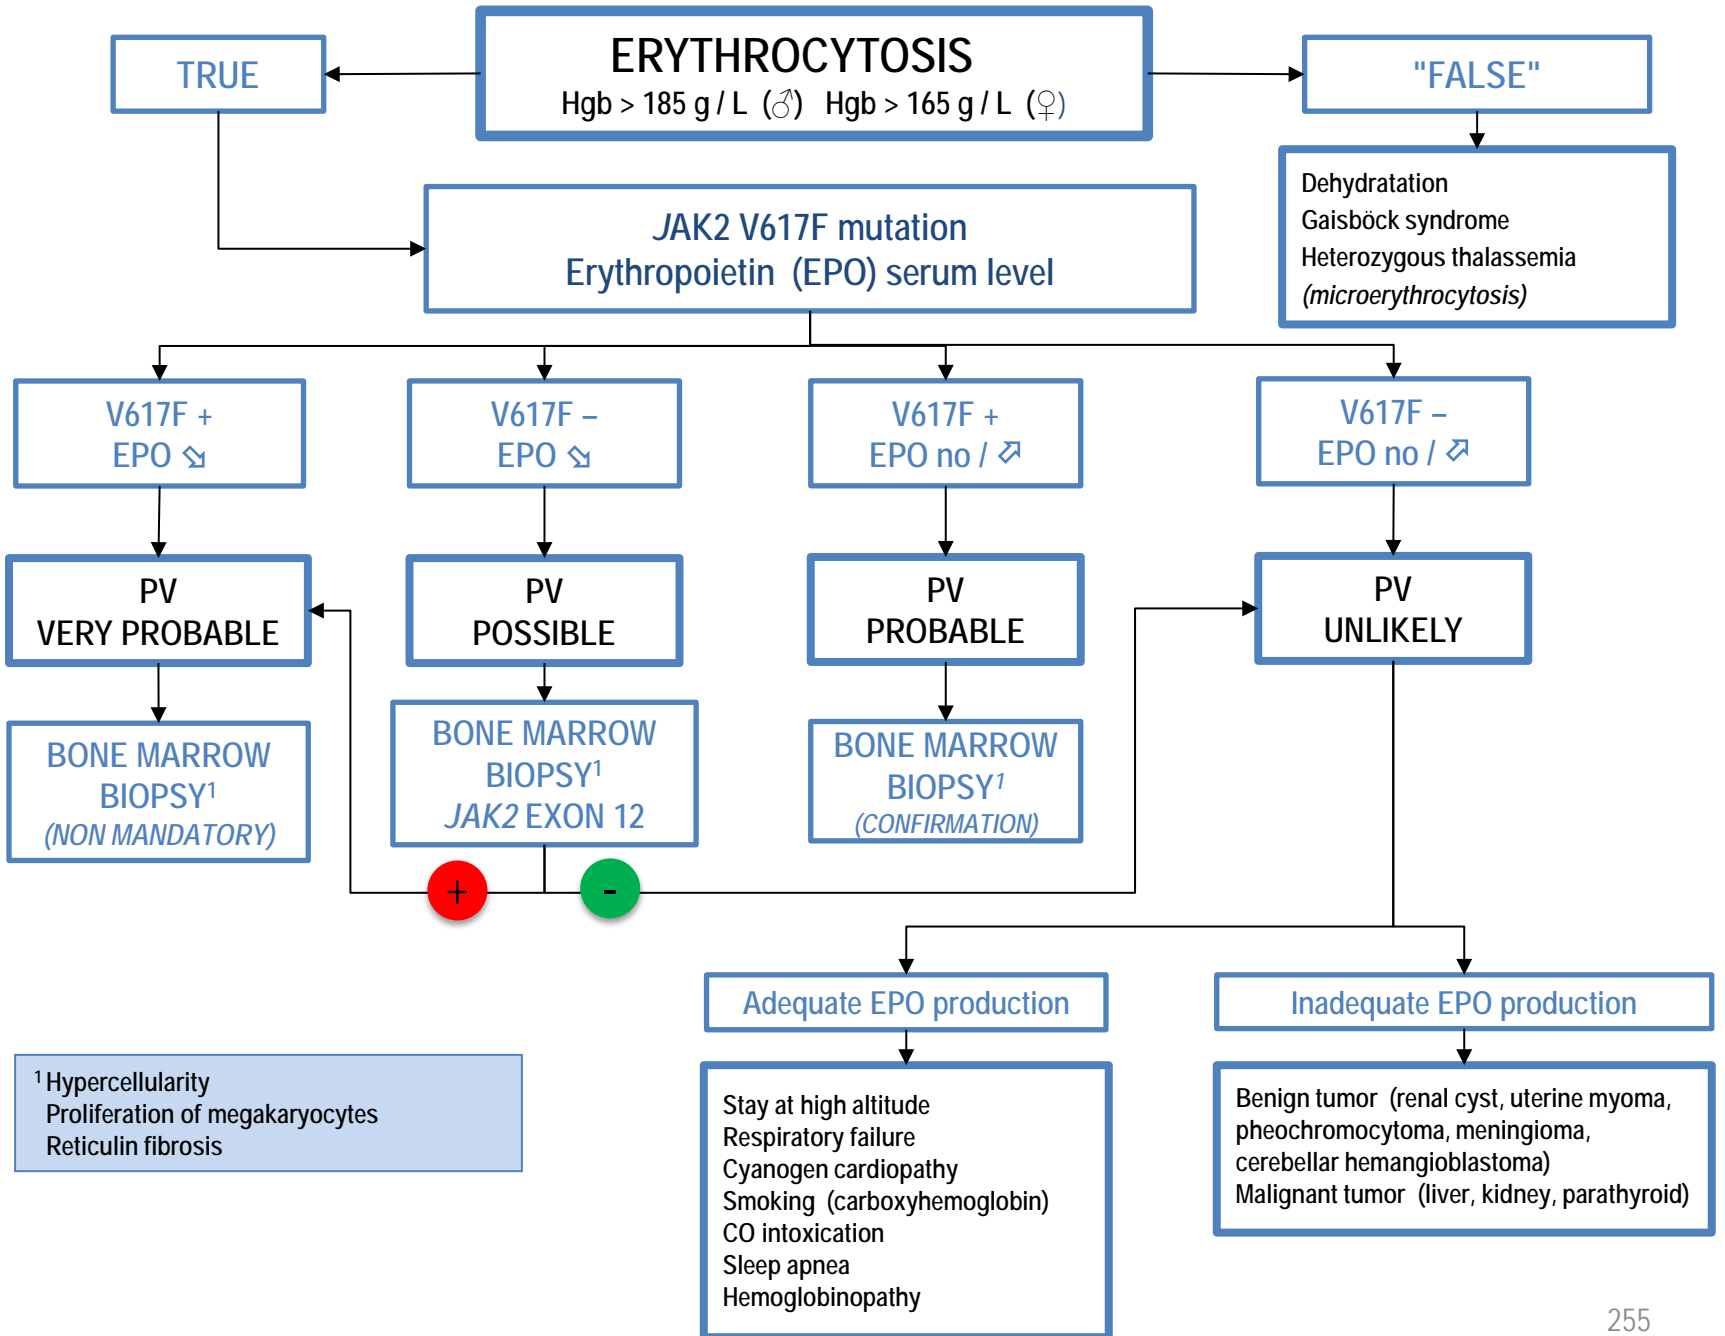 ERYTHROCYTOSIS
Hgb > 185 g / L (♂) Hgb > 165 g / L (♀)
TRUE
"FALSE"
Dehydratation
Gaisböck syndrome
Heterozygous thalassemia
(microerythrocytosis)
JAK2 V617F mutation
Erythropoietin (EPO) serum level
V617F +
EPO ⬂
V617F –
EPO ⬂
V617F +
EPO no / ⬀
V617F –
EPO no / ⬀
PV
VERY PROBABLE
PV
POSSIBLE
PV
PROBABLE
PV
UNLIKELY
BONE MARROW
BIOPSY¹
(NON MANDATORY)
BONE MARROW
BIOPSY¹
JAK2 EXON 12
BONE MARROW
BIOPSY¹
(CONFIRMATION)
+
-
Adequate EPO production
Inadequate EPO production
Stay at high altitude
Respiratory failure
Cyanogen cardiopathy
Smoking (carboxyhemoglobin)
CO intoxication
Sleep apnea
Hemoglobinopathy
Benign tumor (renal cyst, uterine myoma,
pheochromocytoma, meningioma,
cerebellar hemangioblastoma)
Malignant tumor (liver, kidney, parathyroid)
¹ Hypercellularity
Proliferation of megakaryocytes
Reticulin fibrosis
255